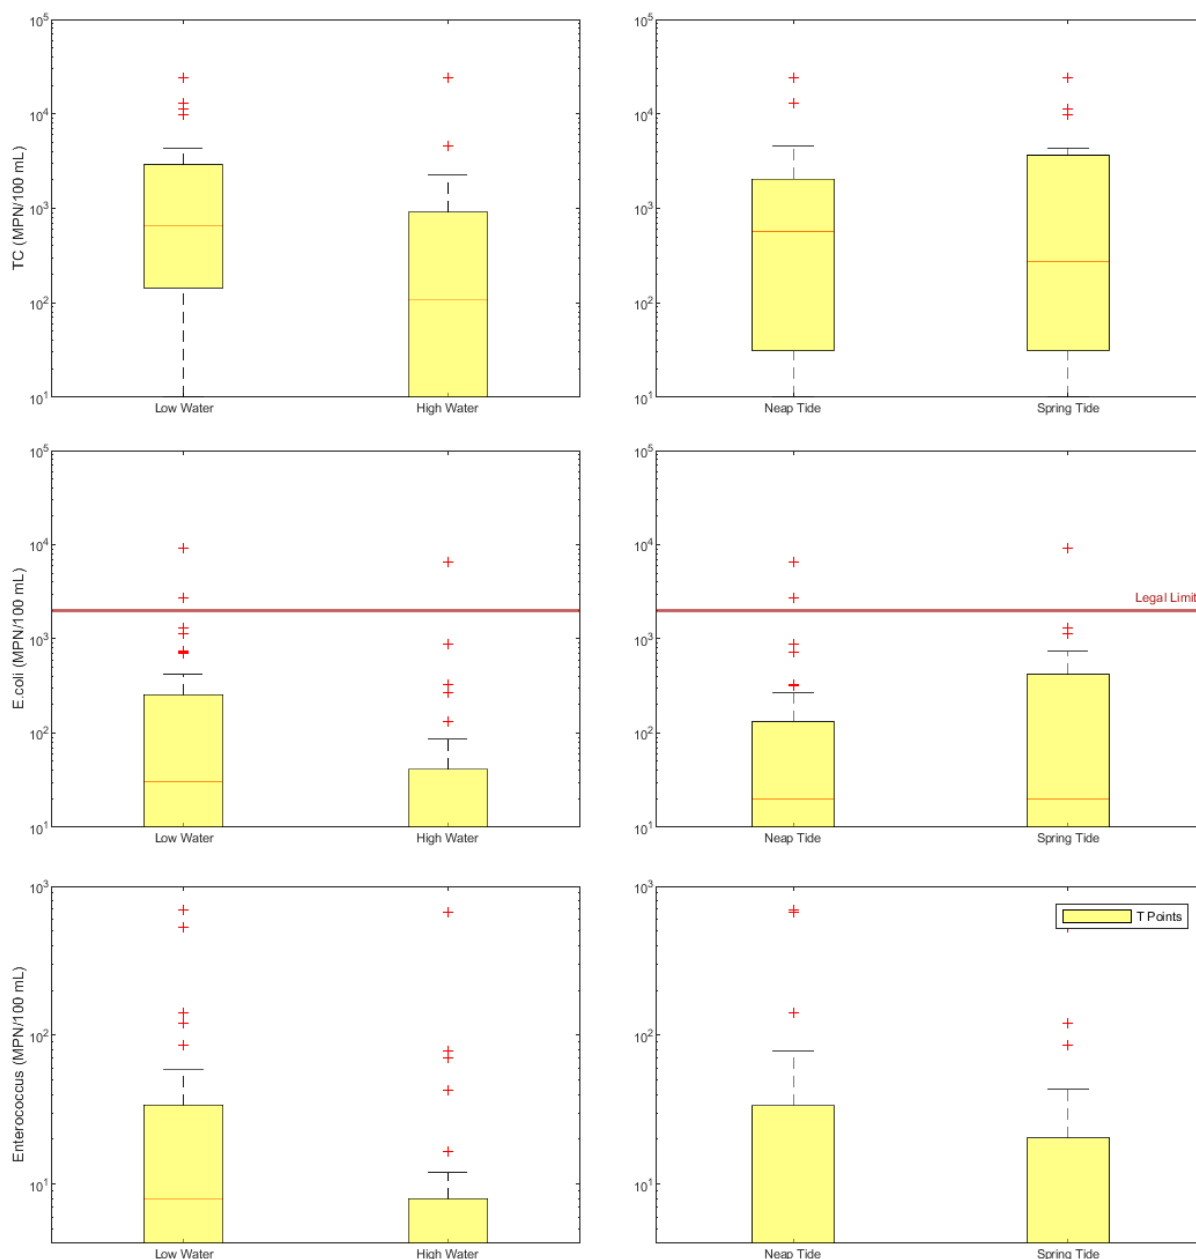 TC (MPN/100 mL)
10^5
10^4
10^3
10^2
10^1
Low Water
High Water
10^5
10^4
10^3
10^2
10^1
Neap Tide
Spring Tide
E.coli (MPN/100 mL)
10^5
10^4
10^3
10^2
10^1
Low Water
High Water
10^5
10^4
10^3
10^2
10^1
Legal Limit
Neap Tide
Spring Tide
Enterococcus (MPN/100 mL)
10^3
10^2
10^1
Low Water
High Water
10^3
10^2
10^1
T Points
Neap Tide
Spring Tide